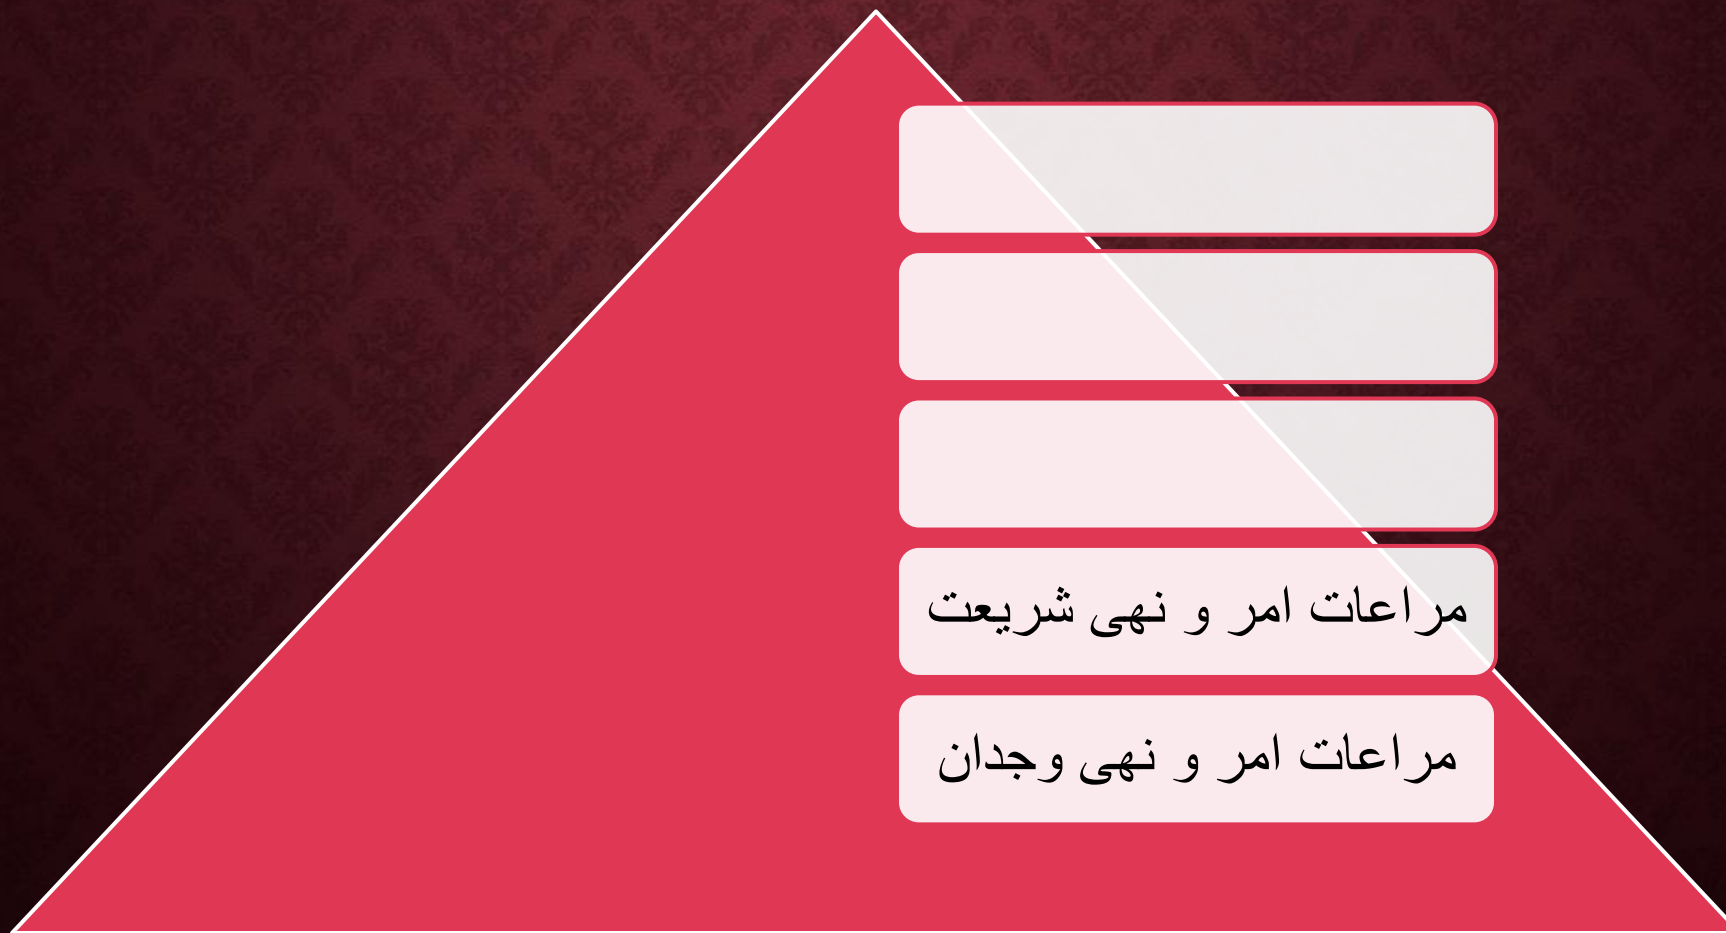 مراعات امر و نهی شریعت
مراعات امر و نهی وجدان